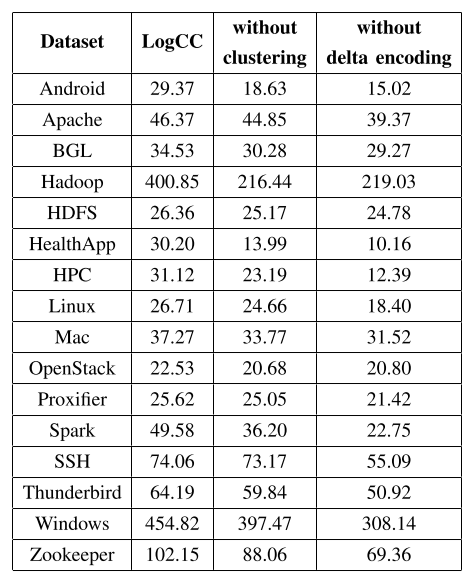 Dataset LogCC without clustering without delta encoding
Android 29.37 18.63 15.02
Apache 46.37 44.85 39.37
BGL 34.53 30.28 29.27
Hadoop 400.85 216.44 219.03
HDFS 26.36 25.17 24.78
HealthApp 30.20 13.99 10.16
HPC 31.12 23.19 12.39
Linux 26.71 24.66 18.40
Mac 37.27 33.77 31.52
OpenStack 22.53 20.68 20.80
Proxifier 25.62 25.05 21.42
Spark 49.58 36.20 22.75
SSH 74.06 73.17 55.09
Thunderbird 64.19 59.84 50.92
Windows 454.82 397.47 308.14
Zookeeper 102.15 88.06 69.36